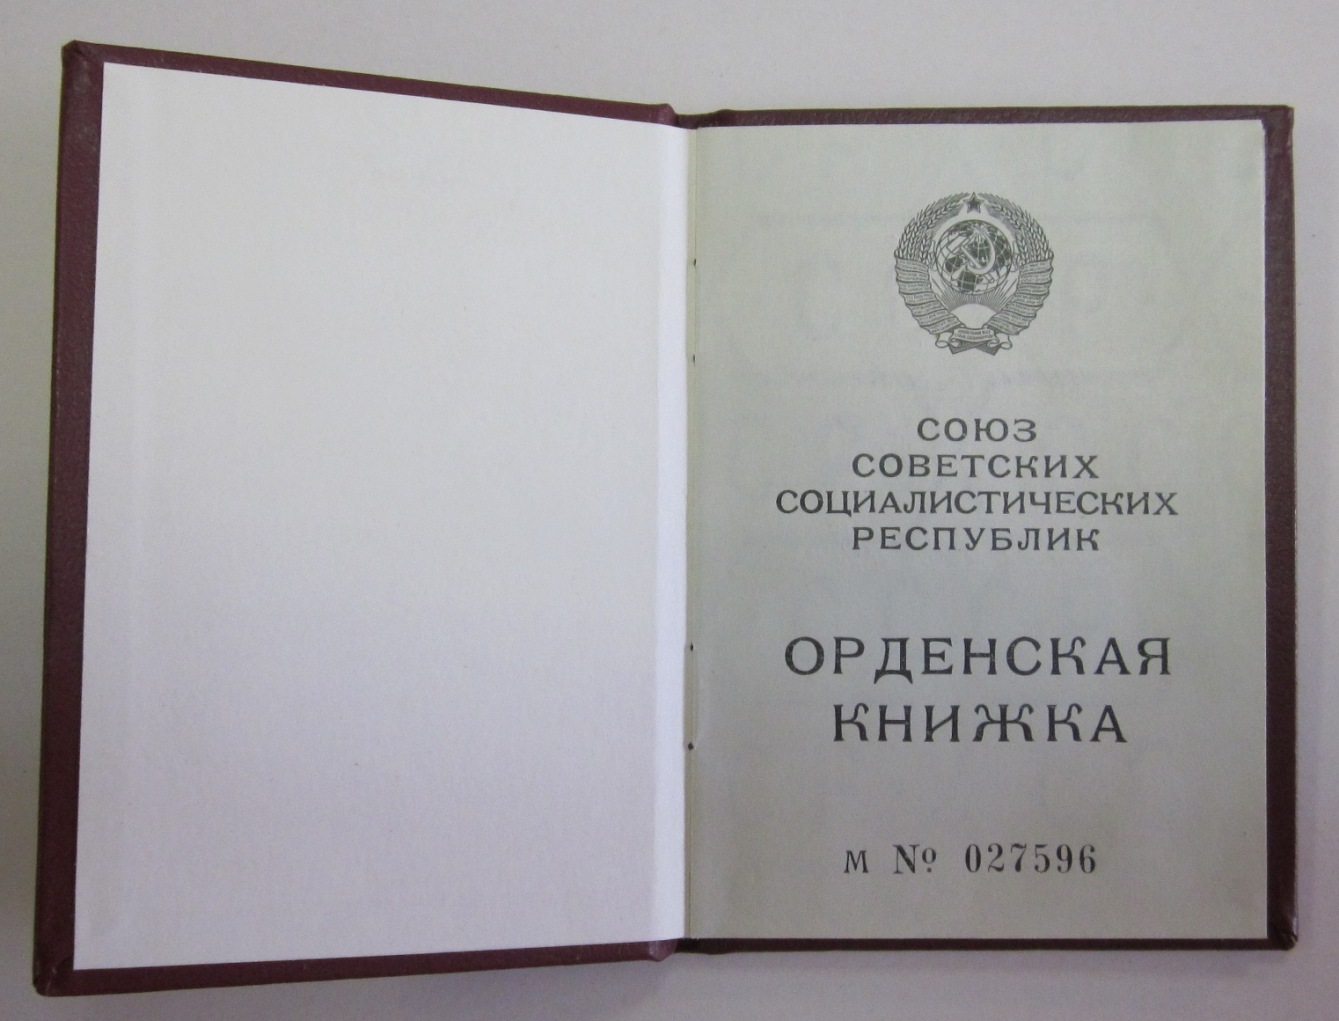 СОЮЗ
СОВЕТСКИХ
СОЦИАЛИСТИЧЕСКИХ
РЕСПУБЛИК
ОРДЕНСКАЯ
КНИЖКА
М № 027596